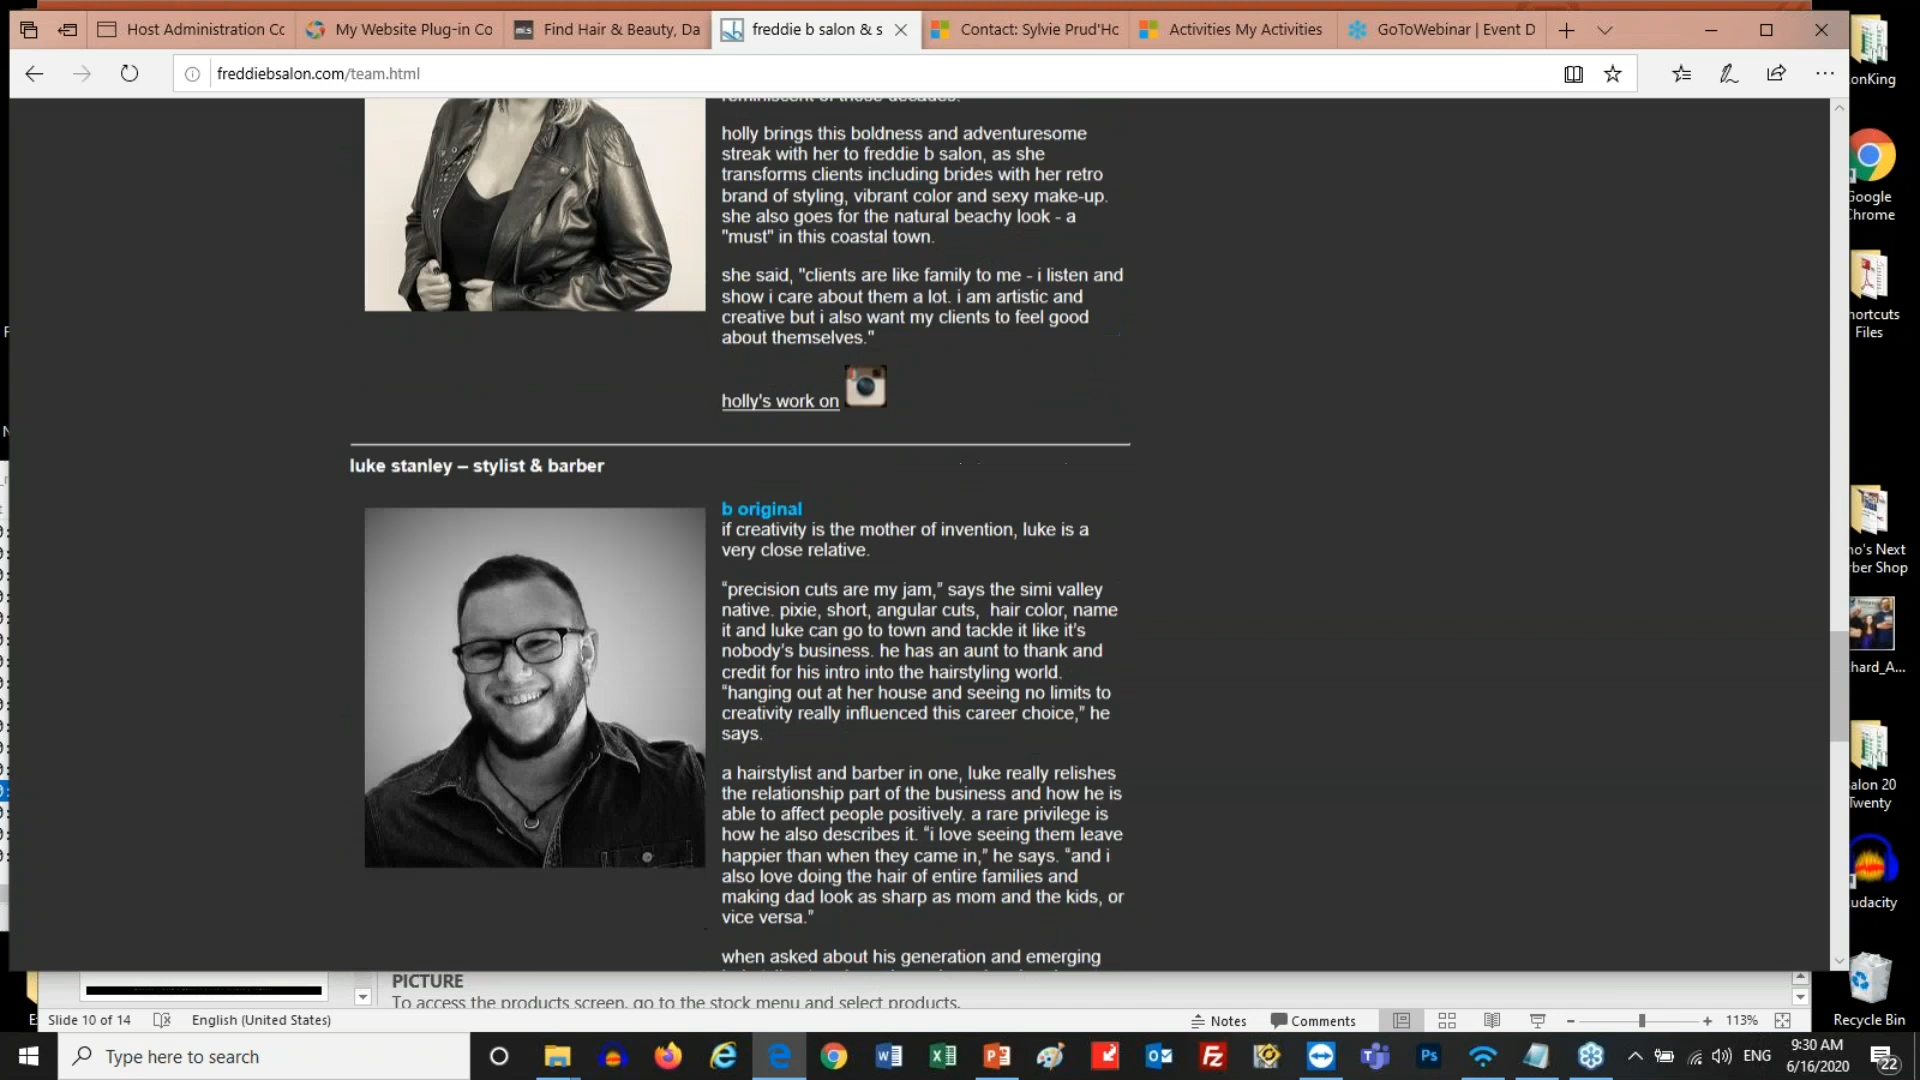 Host Administration Cc
My Website Plug-in Co
Find Hair & Beauty, Da
freddie b salon & s
Contact: Sylvie Prud'Hc
Activities My Activities
GoToWebinar | Event D
freddiebsalon.com/team.html
holly brings this boldness and adventuresome
streak with her to freddie b salon, as she
transforms clients including brides with her retro
brand of styling, vibrant color and sexy make-up.
she also goes for the natural beachy look - a
"must" in this coastal town.
she said, "clients are like family to me - i listen and
show i care about them a lot. i am artistic and
creative but i also want my clients to feel good
about themselves."
holly's work on
luke stanley – stylist & barber
b original
if creativity is the mother of invention, luke is a
very close relative.
“precision cuts are my jam,” says the simi valley
native. pixie, short, angular cuts,  hair color, name
it and luke can go to town and tackle it like it’s
nobody’s business. he has an aunt to thank and
credit for his intro into the hairstyling world.
“hanging out at her house and seeing no limits to
creativity really influenced this career choice,” he
says.
a hairstylist and barber in one, luke really relishes
the relationship part of the business and how he is
able to affect people positively. a rare privilege is
how he also describes it. “i love seeing them leave
happier than when they came in,” he says. “and i
also love doing the hair of entire families and
making dad look as sharp as mom and the kids, or
vice versa.”
when asked about his generation and emerging
PICTURE
To access the products screen, go to the stock menu and select products.
Slide 10 of 14
English (United States)
Notes
Comments
113%
Type here to search
ENG
9:30 AM
6/16/2020
22
onKing
Google
Chrome
hortcuts
Files
no's Next
rber Shop
hard_A...
alon 20
Twenty
udacity
Recycle Bin